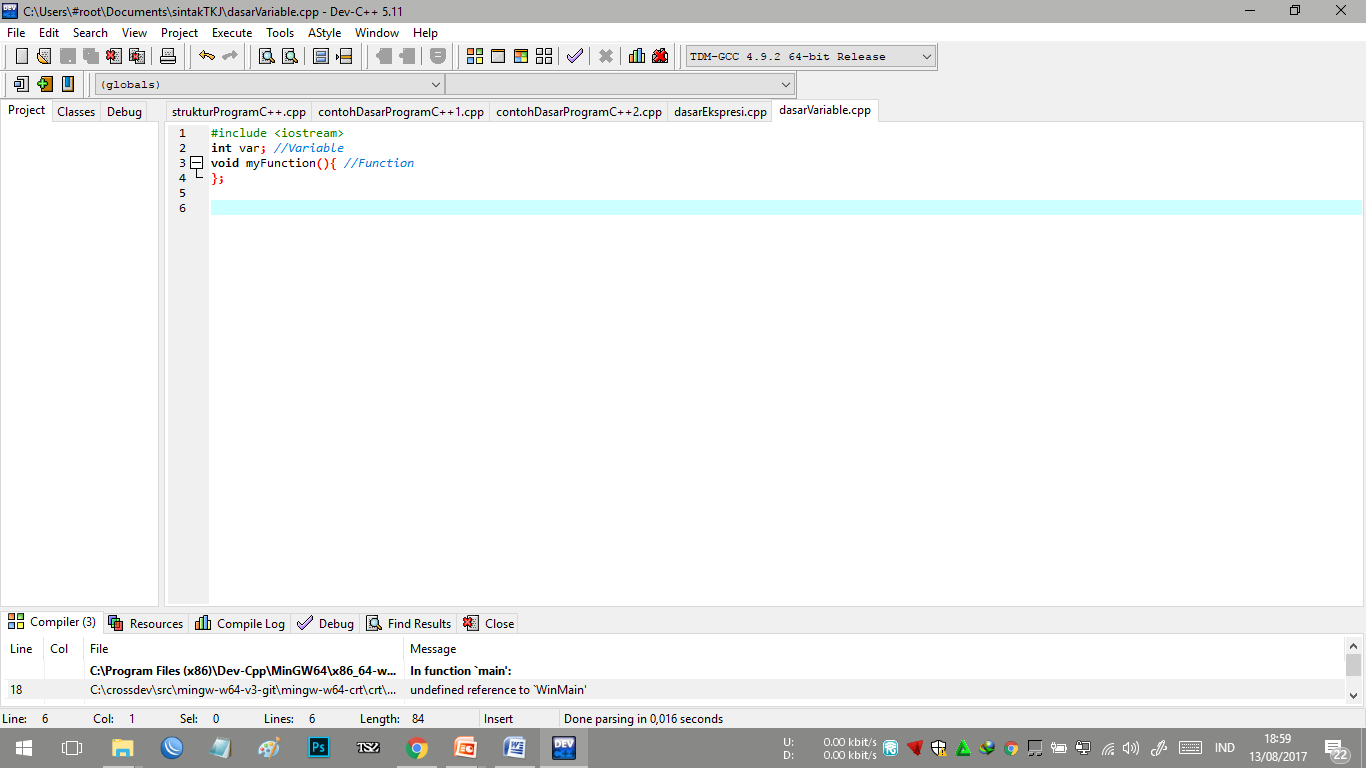 C:\Users\#root\Documents\sintakTKJ\dasarVariable.cpp - Dev-C++ 5.11
File Edit Search View Project Execute Tools AStyle Window Help
TDM-GCC 4.9.2 64-bit Release
(globals)
Project Classes Debug
strukturProgramC++.cpp contohDasarProgramC++1.cpp contohDasarProgramC++2.cpp dasarEkspresi.cpp dasarVariable.cpp
1 #include <iostream>
2 int var; //Variable
3 void myFunction(){ //Function
4 };
5
6
Compiler (3) Resources Compile Log Debug Find Results Close
Line Col File Message
C:\Program Files (x86)\Dev-Cpp\MinGW64\x86_64-w... In function `main':
18 C:\crossdev\src\mingw-w64-v3-git\mingw-w64-crt\crt\... undefined reference to `WinMain'
Line: 6 Col: 1 Sel: 0 Lines: 6 Length: 84 Insert Done parsing in 0,016 seconds
U: 0.00 kbit/s
D: 0.00 kbit/s
IND
18:59
13/08/2017
22
Ps
DEV